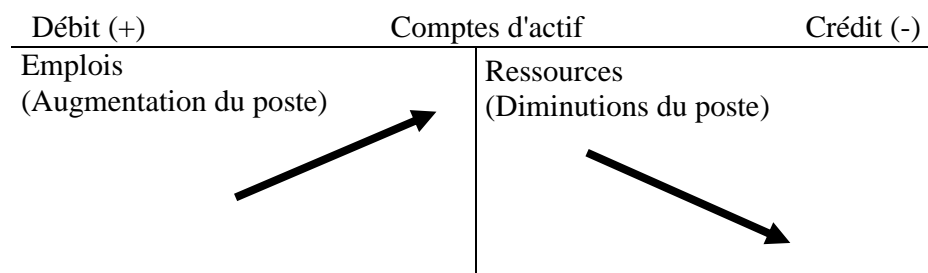 Débit (+) Comptes d'actif Crédit (-)
Emplois
(Augmentation du poste)
Ressources
(Diminutions du poste)